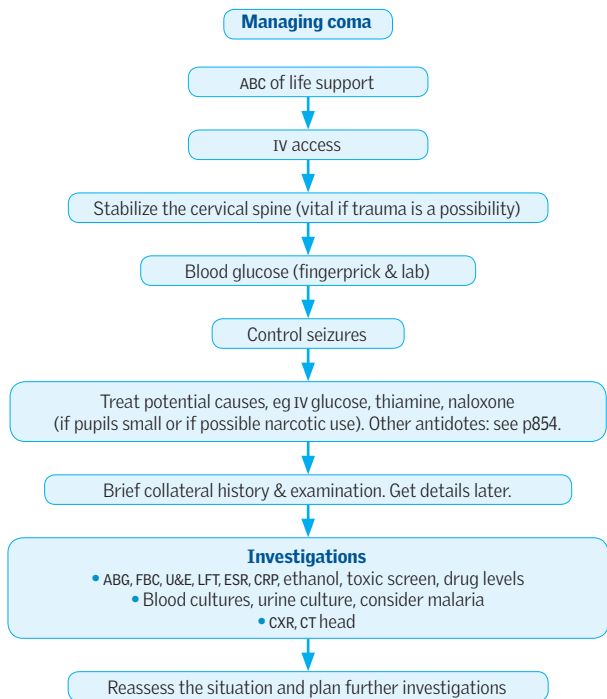 Managing coma
ABC of life support
IV access
Stabilize the cervical spine (vital if trauma is a possibility)
Blood glucose (fingerprick & lab)
Control seizures
Treat potential causes, eg IV glucose, thiamine, naloxone
(if pupils small or if possible narcotic use). Other antidotes: see p854.
Brief collateral history & examination. Get details later.
Investigations
• ABG, FBC, U&E, LFT, ESR, CRP, ethanol, toxic screen, drug levels
• Blood cultures, urine culture, consider malaria
• CXR, CT head
Reassess the situation and plan further investigations